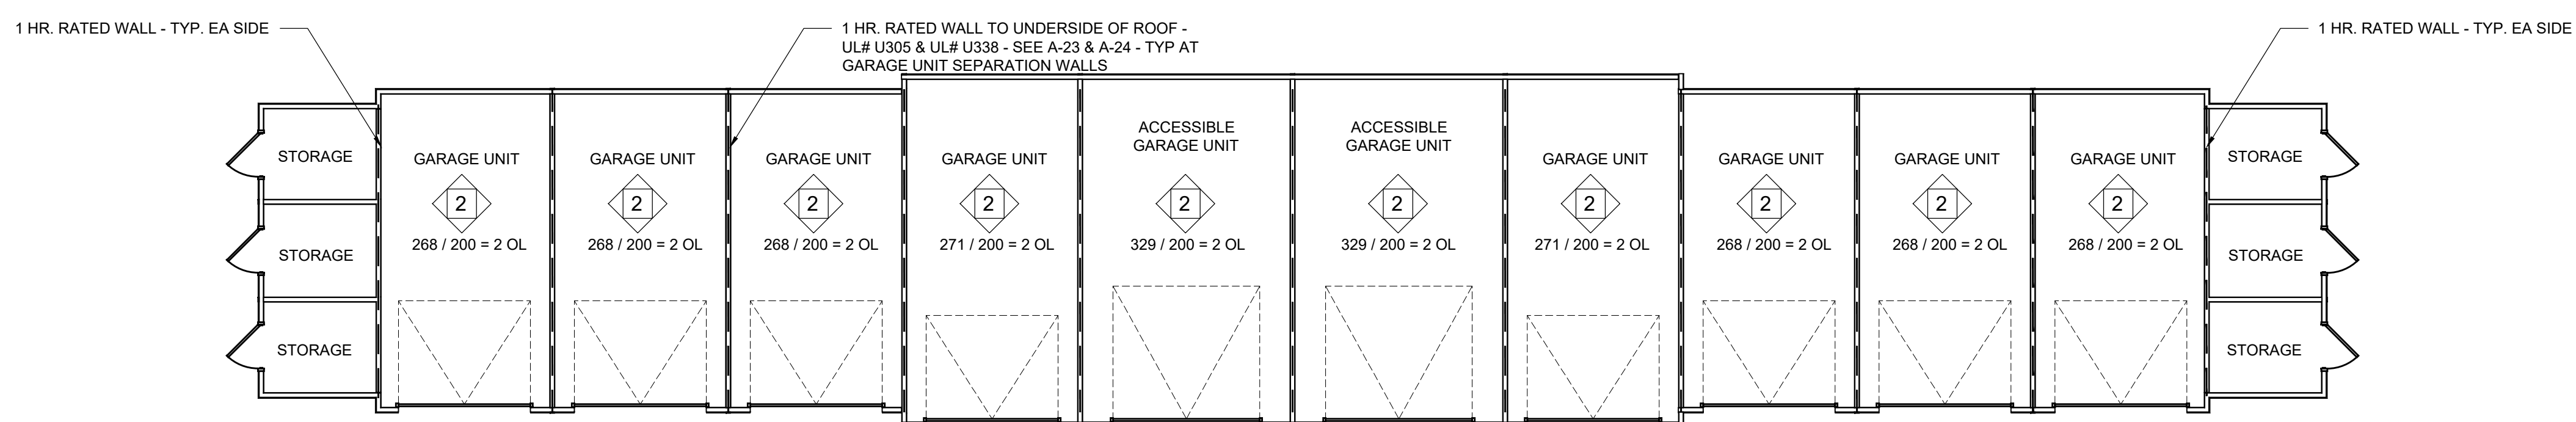 1 HR. RATED WALL - TYP. EA SIDE
1 HR. RATED WALL TO UNDERSIDE OF ROOF -
UL# U305 & UL# U338 - SEE A-23 & A-24 - TYP AT
GARAGE UNIT SEPARATION WALLS
1 HR. RATED WALL - TYP. EA SIDE
STORAGE
STORAGE
STORAGE
GARAGE UNIT
2
268 / 200 = 2 OL
GARAGE UNIT
2
268 / 200 = 2 OL
GARAGE UNIT
2
268 / 200 = 2 OL
GARAGE UNIT
2
271 / 200 = 2 OL
ACCESSIBLE
GARAGE UNIT
2
329 / 200 = 2 OL
ACCESSIBLE
GARAGE UNIT
2
329 / 200 = 2 OL
GARAGE UNIT
2
271 / 200 = 2 OL
GARAGE UNIT
2
268 / 200 = 2 OL
GARAGE UNIT
2
268 / 200 = 2 OL
GARAGE UNIT
2
268 / 200 = 2 OL
STORAGE
STORAGE
STORAGE